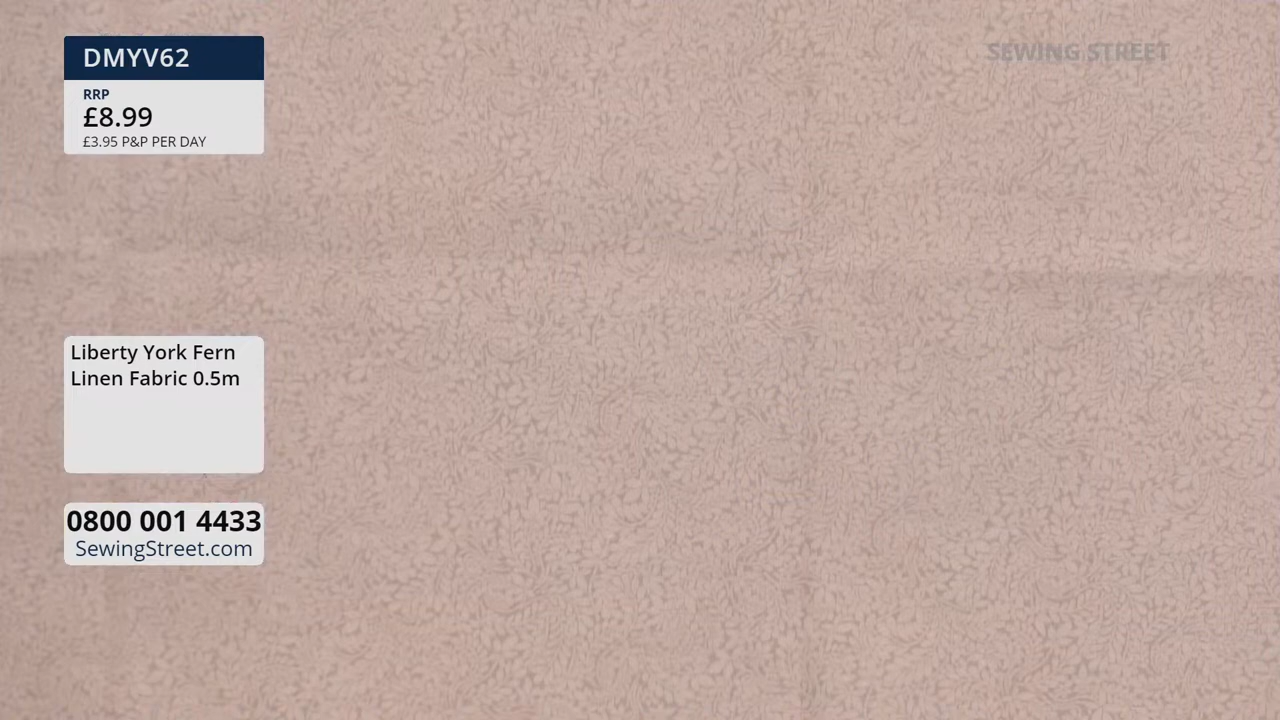 DMYV62
RRP
£8.99
£3.95 P&P PER DAY
SEWING STREET
Liberty York Fern
Linen Fabric 0.5m
0800 001 4433
SewingStreet.com